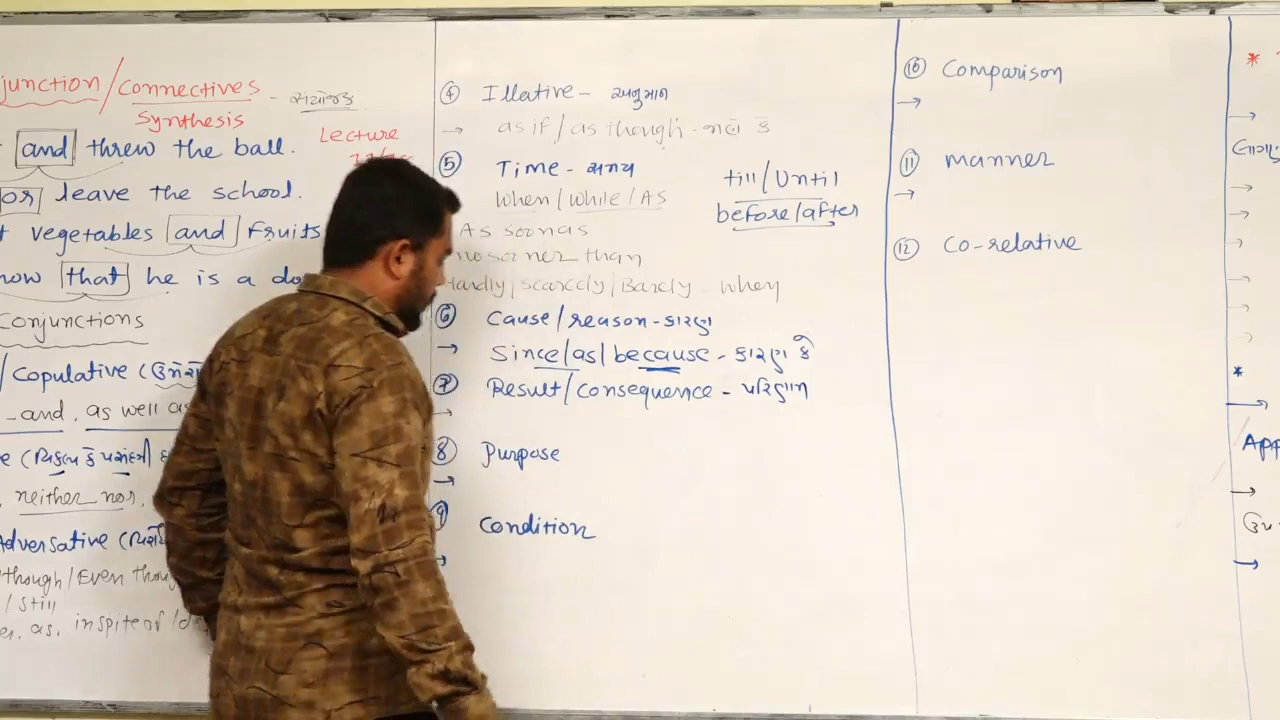 junction/Connectives - સંયોજક
Synthesis
Lecture
and threw the ball.
or leave the school.
vegetables and fruits
now that he is a do
Conjunctions
/ Copulative (
- and, as well as
e (વિકલ્પ કે પસંદગી
neither nor,
Adversative (
though/Even thoug
/ still
as, inspite of /d
④ Illative - અનુમાન
→ as if / as though - જાણે કે
⑤ Time - સમય
When / while / As
till / Until
before/after
As soon as
no sooner than
Hardly / scarcely / Barely - when
⑥ Cause / reason - કારણ
→ Since / as / because - કારણ કે
⑦ Result / Consequence - પરિણામ
→
8 Purpose
→
9 Condition
→
⑩ Comparison
→
⑪ manner
→
⑫ Co-relative
*
→
→
→
→
→
→
*
→
App
→
→